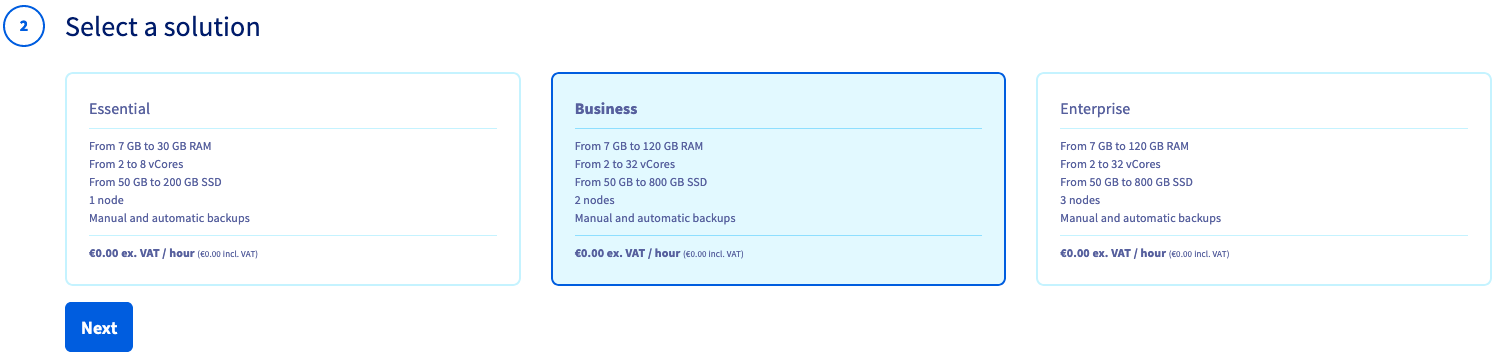 2
Select a solution
Essential
From 7 GB to 30 GB RAM
From 2 to 8 vCores
From 50 GB to 200 GB SSD
1 node
Manual and automatic backups
€0.00 ex. VAT / hour (€0.00 incl. VAT)
Business
From 7 GB to 120 GB RAM
From 2 to 32 vCores
From 50 GB to 800 GB SSD
2 nodes
Manual and automatic backups
€0.00 ex. VAT / hour (€0.00 incl. VAT)
Enterprise
From 7 GB to 120 GB RAM
From 2 to 32 vCores
From 50 GB to 800 GB SSD
3 nodes
Manual and automatic backups
€0.00 ex. VAT / hour (€0.00 incl. VAT)
Next